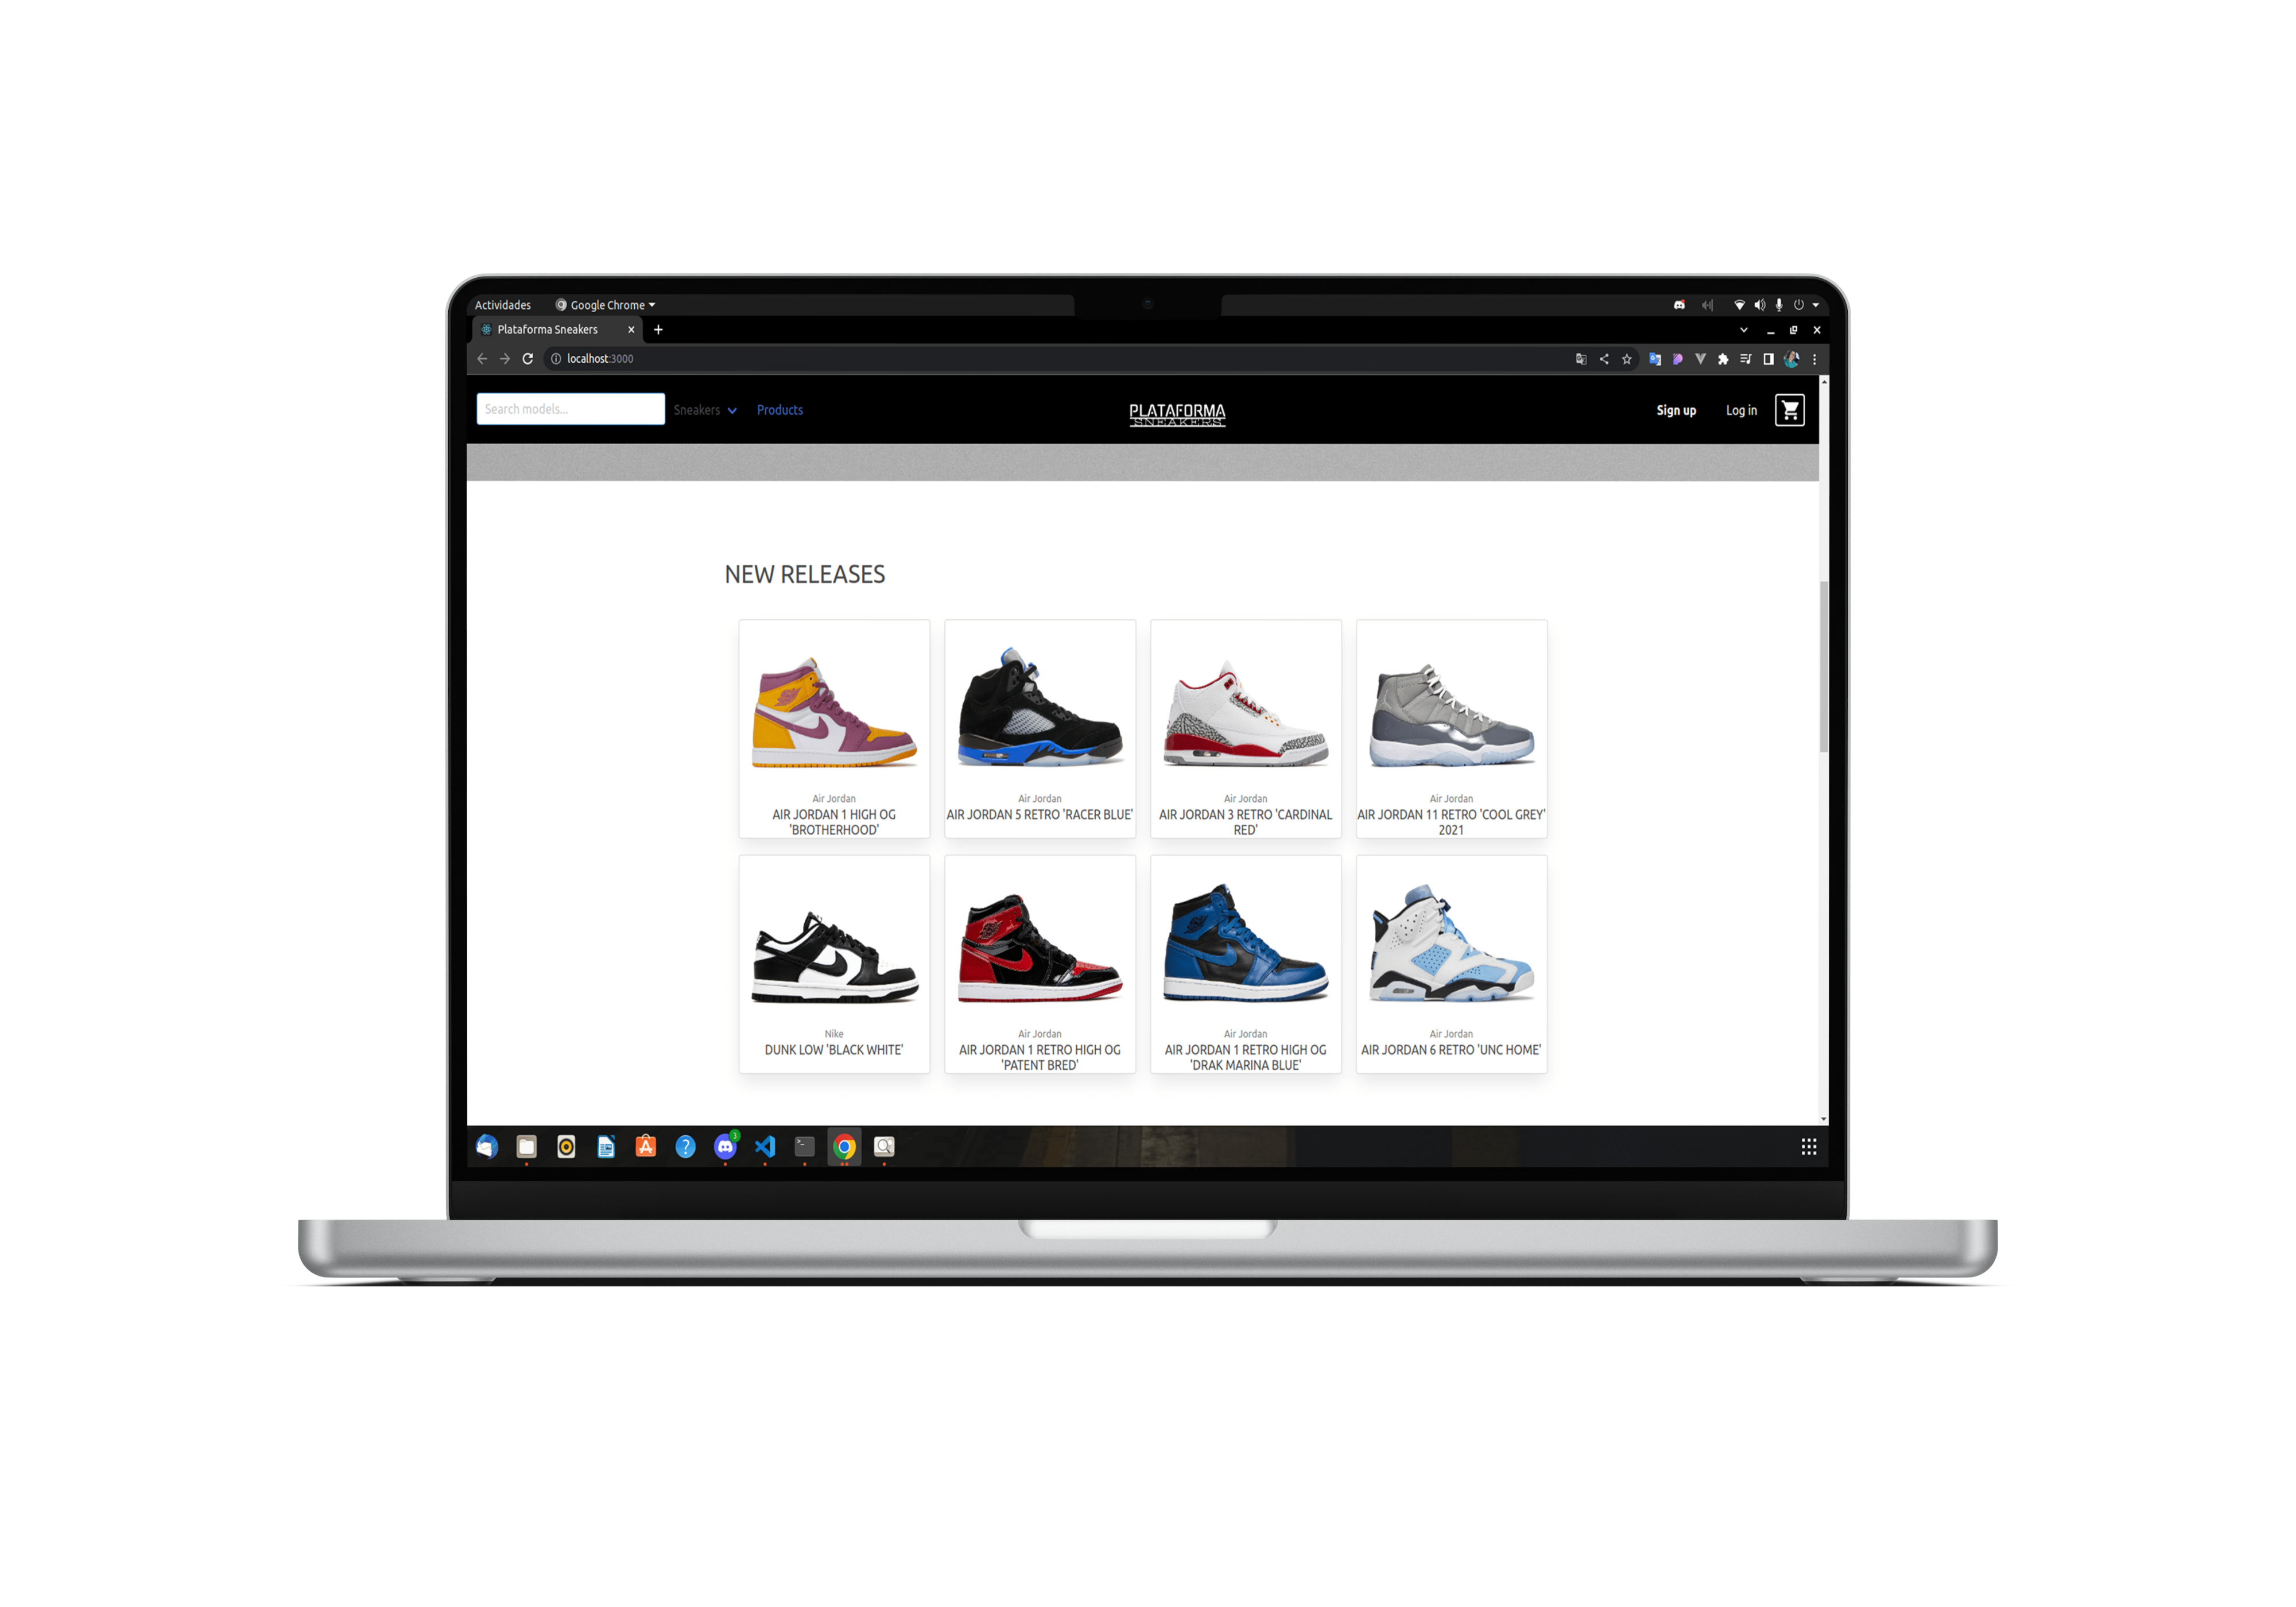 Actividades Google Chrome
Plataforma Sneakers
localhost:3000
Search models... Sneakers Products
PLATAFORMA
SNEAKERS
Sign up Log in
NEW RELEASES
Air Jordan
AIR JORDAN 1 HIGH OG
'BROTHERHOOD'
Air Jordan
AIR JORDAN 5 RETRO 'RACER BLUE'
Air Jordan
AIR JORDAN 3 RETRO 'CARDINAL
RED'
Air Jordan
AIR JORDAN 11 RETRO 'COOL GREY'
2021
Nike
DUNK LOW 'BLACK WHITE'
Air Jordan
AIR JORDAN 1 RETRO HIGH OG
'PATENT BRED'
Air Jordan
AIR JORDAN 1 RETRO HIGH OG
'DRAK MARINA BLUE'
Air Jordan
AIR JORDAN 6 RETRO 'UNC HOME'